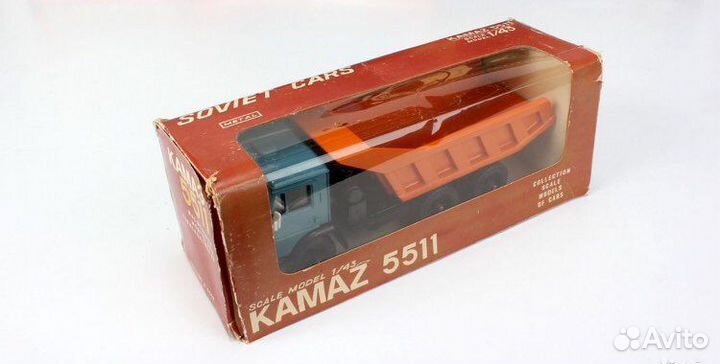 SOVIET CARS
METAL
KAMAZ 5511
SCALE
MODEL 1/43
KAMAZ
5511
COLLECTION
SCALE
MODELS
OF CARS
SCALE MODEL 1/43
KAMAZ 5511
Avito